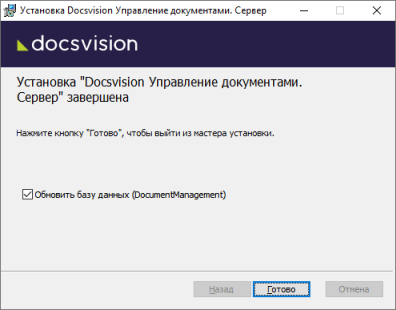 Установка Docsvision Управление документами. Сервер
docsvision
Установка "Docsvision Управление документами.
Сервер" завершена
Нажмите кнопку "Готово", чтобы выйти из мастера установки.
Обновить базу данных (DocumentManagement)
Назад Готово Отмена